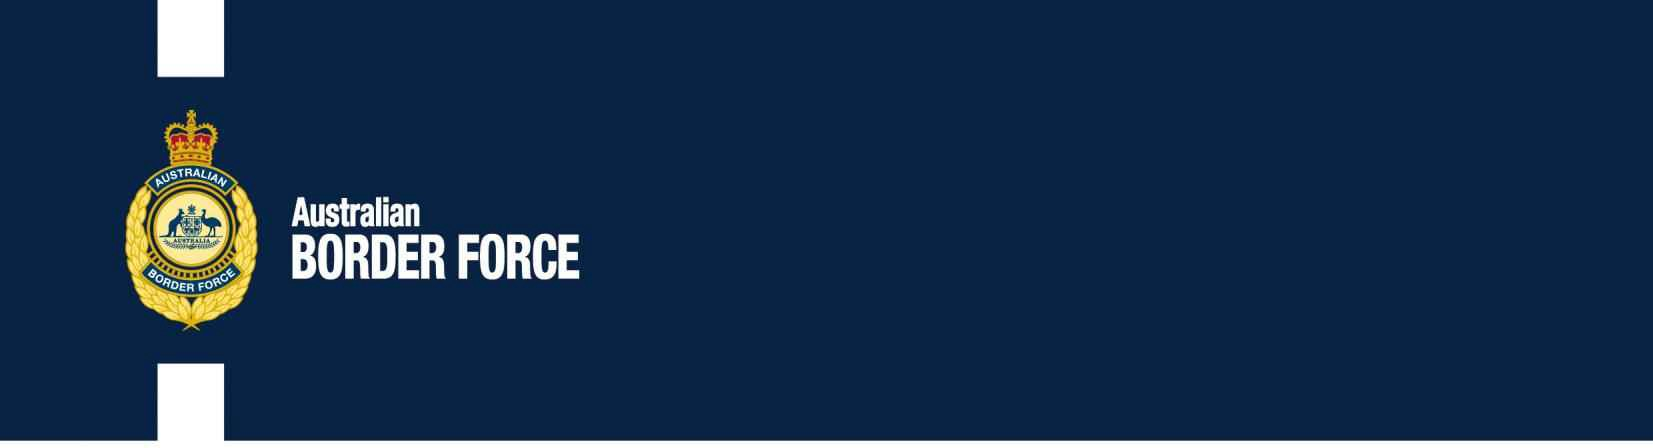 AUSTRALIAN
AUSTRALIA
BORDER FORCE
Australian
BORDER FORCE